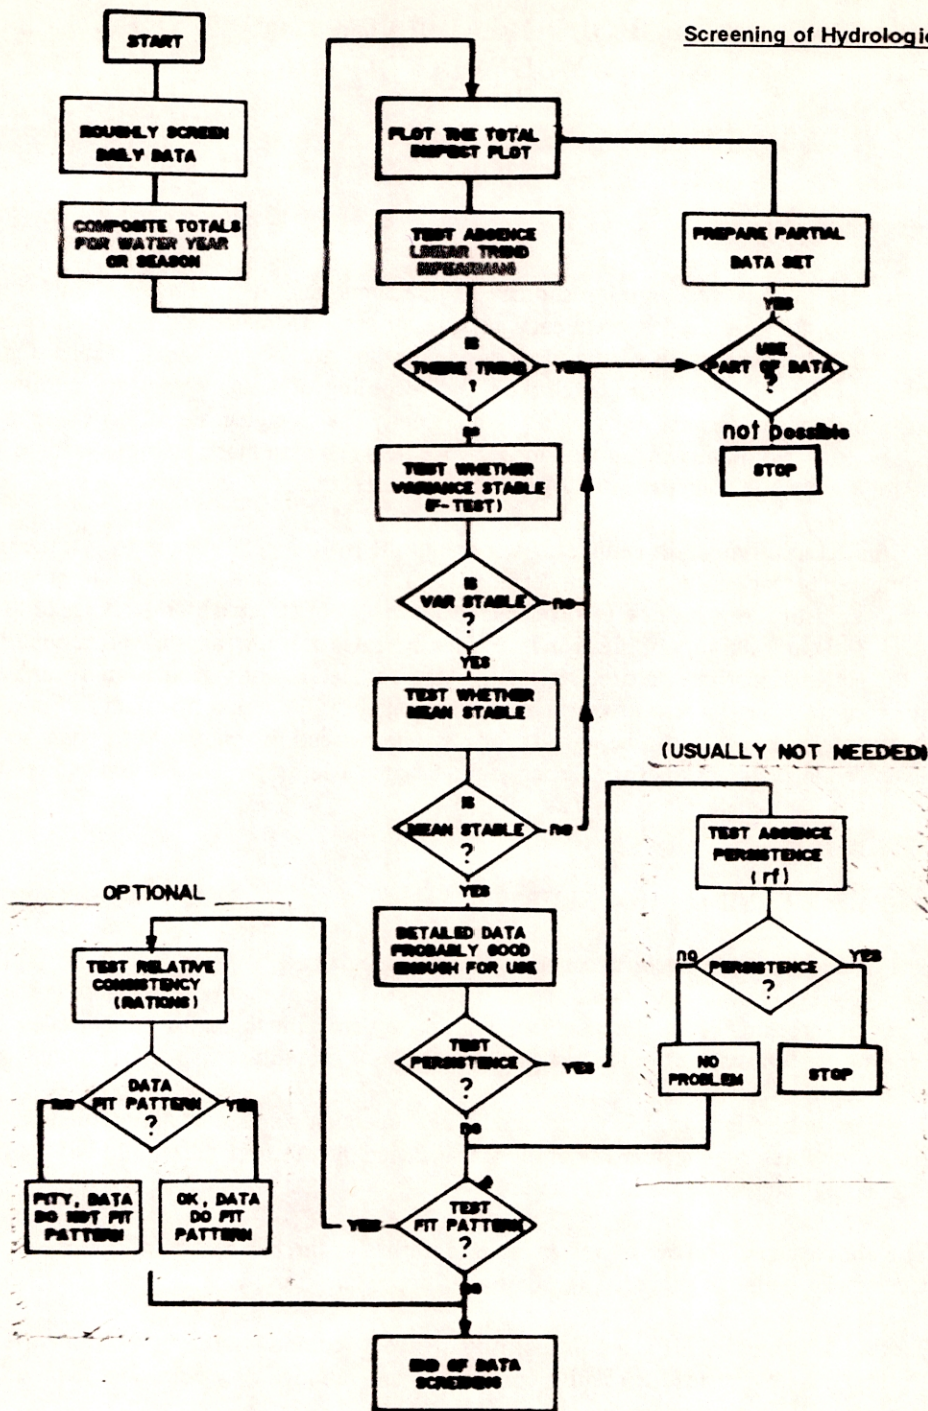 Screening of Hydrologic
START
ROUGHLY SCREEN
DAILY DATA
COMPOSITE TOTALS
FOR WATER YEAR
OR SEASON
PLOT THE TOTAL
INSPECT PLOT
TEST ABSENCE
LINEAR TREND
PREPARE PARTIAL
DATA SET
YES
USE
PART OF DATA
?
not possible
STOP
IS
THERE TREND
?
YES
no
TEST WHETHER
VARIANCE STABLE
(F-TEST)
IS
VAR STABLE
?
no
YES
TEST WHETHER
MEAN STABLE
IS
MEAN STABLE
?
no
YES
DETAILED DATA
PROBABLY GOOD
ENOUGH FOR USE
TEST
PERSISTENCE
?
YES
no
(USUALLY NOT NEEDED)
TEST ABSENCE
PERSISTENCE
(rf)
PERSISTENCE
?
no
YES
NO
PROBLEM
STOP
TEST
FIT PATTERN
?
YES
no
OPTIONAL
TEST RELATIVE
CONSISTENCY
(RATIONS)
DATA
FIT PATTERN
?
no
YES
PITY, DATA
DO NOT FIT
PATTERN
OK, DATA
DO FIT
PATTERN
END OF DATA
SCREENING